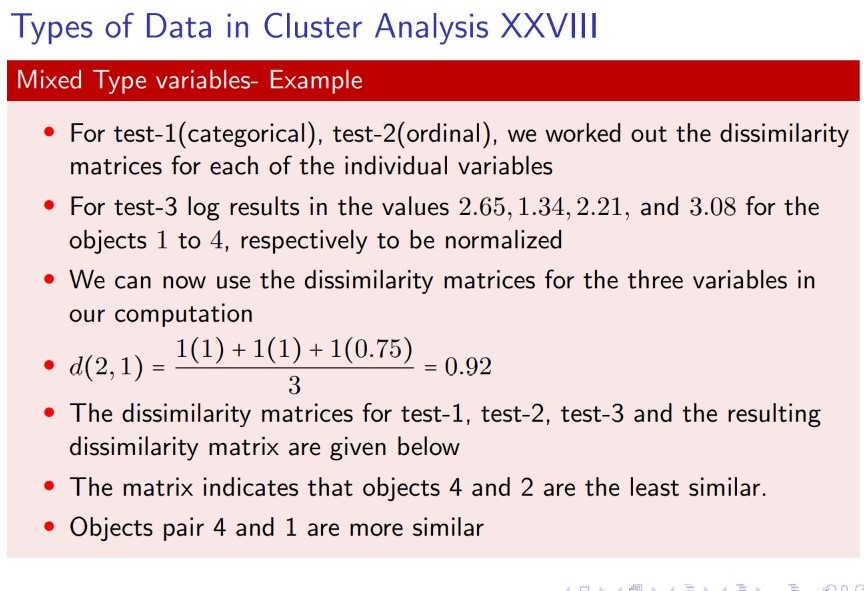 Types of Data in Cluster Analysis XXVIII
Mixed Type variables- Example
• For test-1(categorical), test-2(ordinal), we worked out the dissimilarity
matrices for each of the individual variables
• For test-3 log results in the values 2.65, 1.34, 2.21, and 3.08 for the
objects 1 to 4, respectively to be normalized
• We can now use the dissimilarity matrices for the three variables in
our computation
• d(2, 1) = \frac{1(1) + 1(1) + 1(0.75)}{3} = 0.92
• The dissimilarity matrices for test-1, test-2, test-3 and the resulting
dissimilarity matrix are given below
• The matrix indicates that objects 4 and 2 are the least similar.
• Objects pair 4 and 1 are more similar